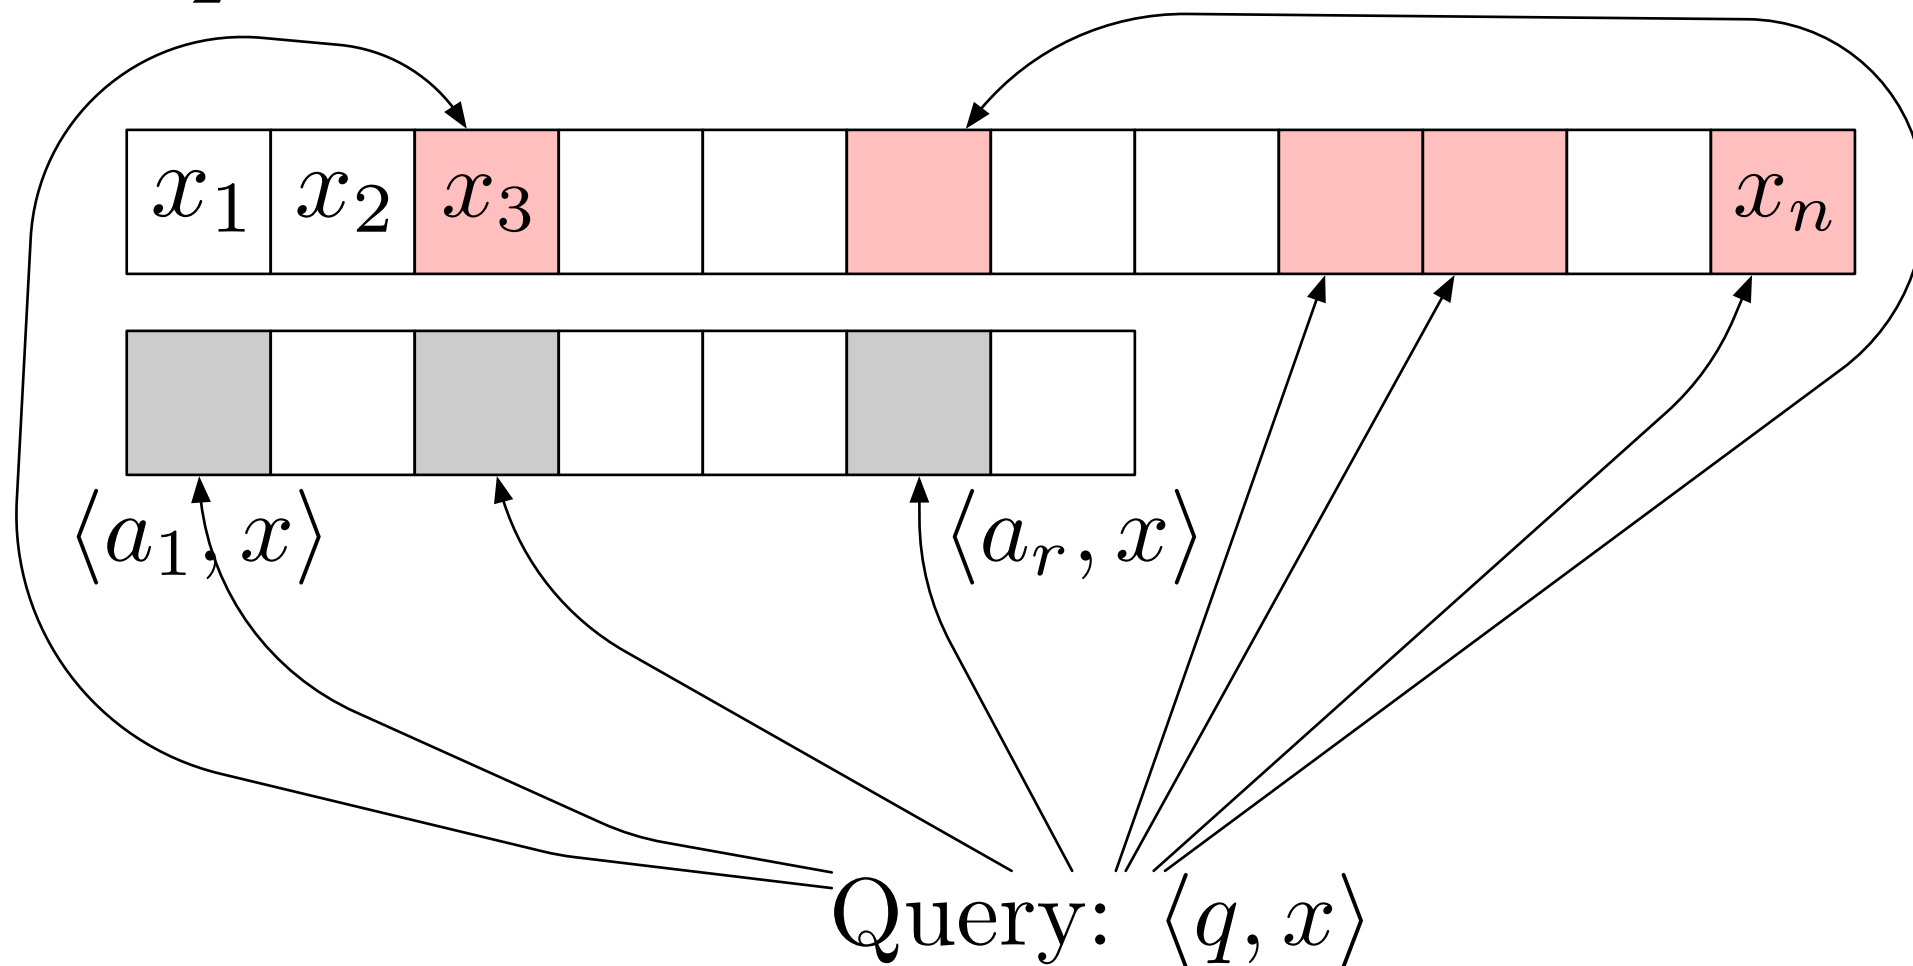 x₁ x₂ x₃ xₙ
⟨a₁, x⟩ ⟨aᵣ, x⟩
Query: ⟨q, x⟩